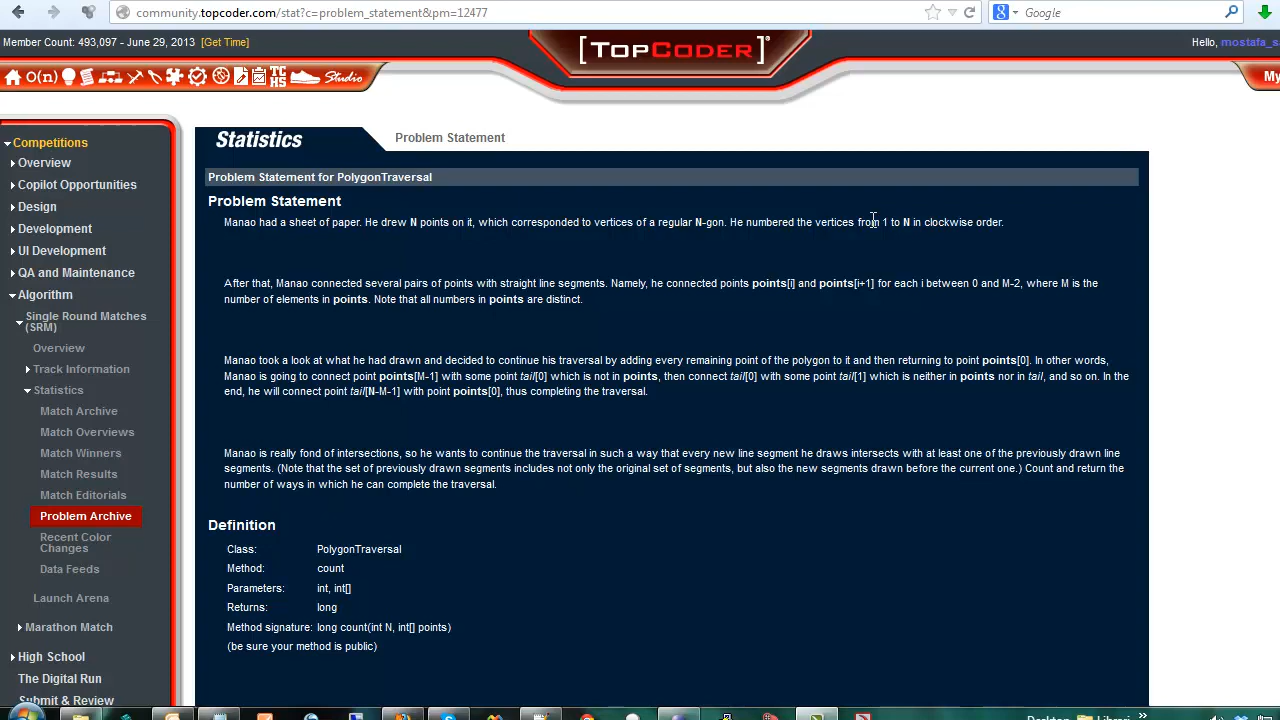 community.topcoder.com/stat?c=problem_statement&pm=12477
Google
Member Count: 493,097 - June 29, 2013 [Get Time]
[TOPCODER]®
Hello, mostafa_s
O(n)
TC
HS
Studio
My
Competitions
Overview
Copilot Opportunities
Design
Development
UI Development
QA and Maintenance
Algorithm
Single Round Matches
(SRM)
Overview
Track Information
Statistics
Match Archive
Match Overviews
Match Winners
Match Results
Match Editorials
Problem Archive
Recent Color
Changes
Data Feeds
Launch Arena
Marathon Match
High School
The Digital Run
Submit & Review
Statistics
Problem Statement
Problem Statement for PolygonTraversal
Problem Statement
Manao had a sheet of paper. He drew N points on it, which corresponded to vertices of a regular N-gon. He numbered the vertices from 1 to N in clockwise order.
After that, Manao connected several pairs of points with straight line segments. Namely, he connected points points[i] and points[i+1] for each i between 0 and M-2, where M is the
number of elements in points. Note that all numbers in points are distinct.
Manao took a look at what he had drawn and decided to continue his traversal by adding every remaining point of the polygon to it and then returning to point points[0]. In other words,
Manao is going to connect point points[M-1] with some point tail[0] which is not in points, then connect tail[0] with some point tail[1] which is neither in points nor in tail, and so on. In the
end, he will connect point tail[N-M-1] with point points[0], thus completing the traversal.
Manao is really fond of intersections, so he wants to continue the traversal in such a way that every new line segment he draws intersects with at least one of the previously drawn line
segments. (Note that the set of previously drawn segments includes not only the original set of segments, but also the new segments drawn before the current one.) Count and return the
number of ways in which he can complete the traversal.
Definition
Class: PolygonTraversal
Method: count
Parameters: int, int[]
Returns: long
Method signature: long count(int N, int[] points)
(be sure your method is public)